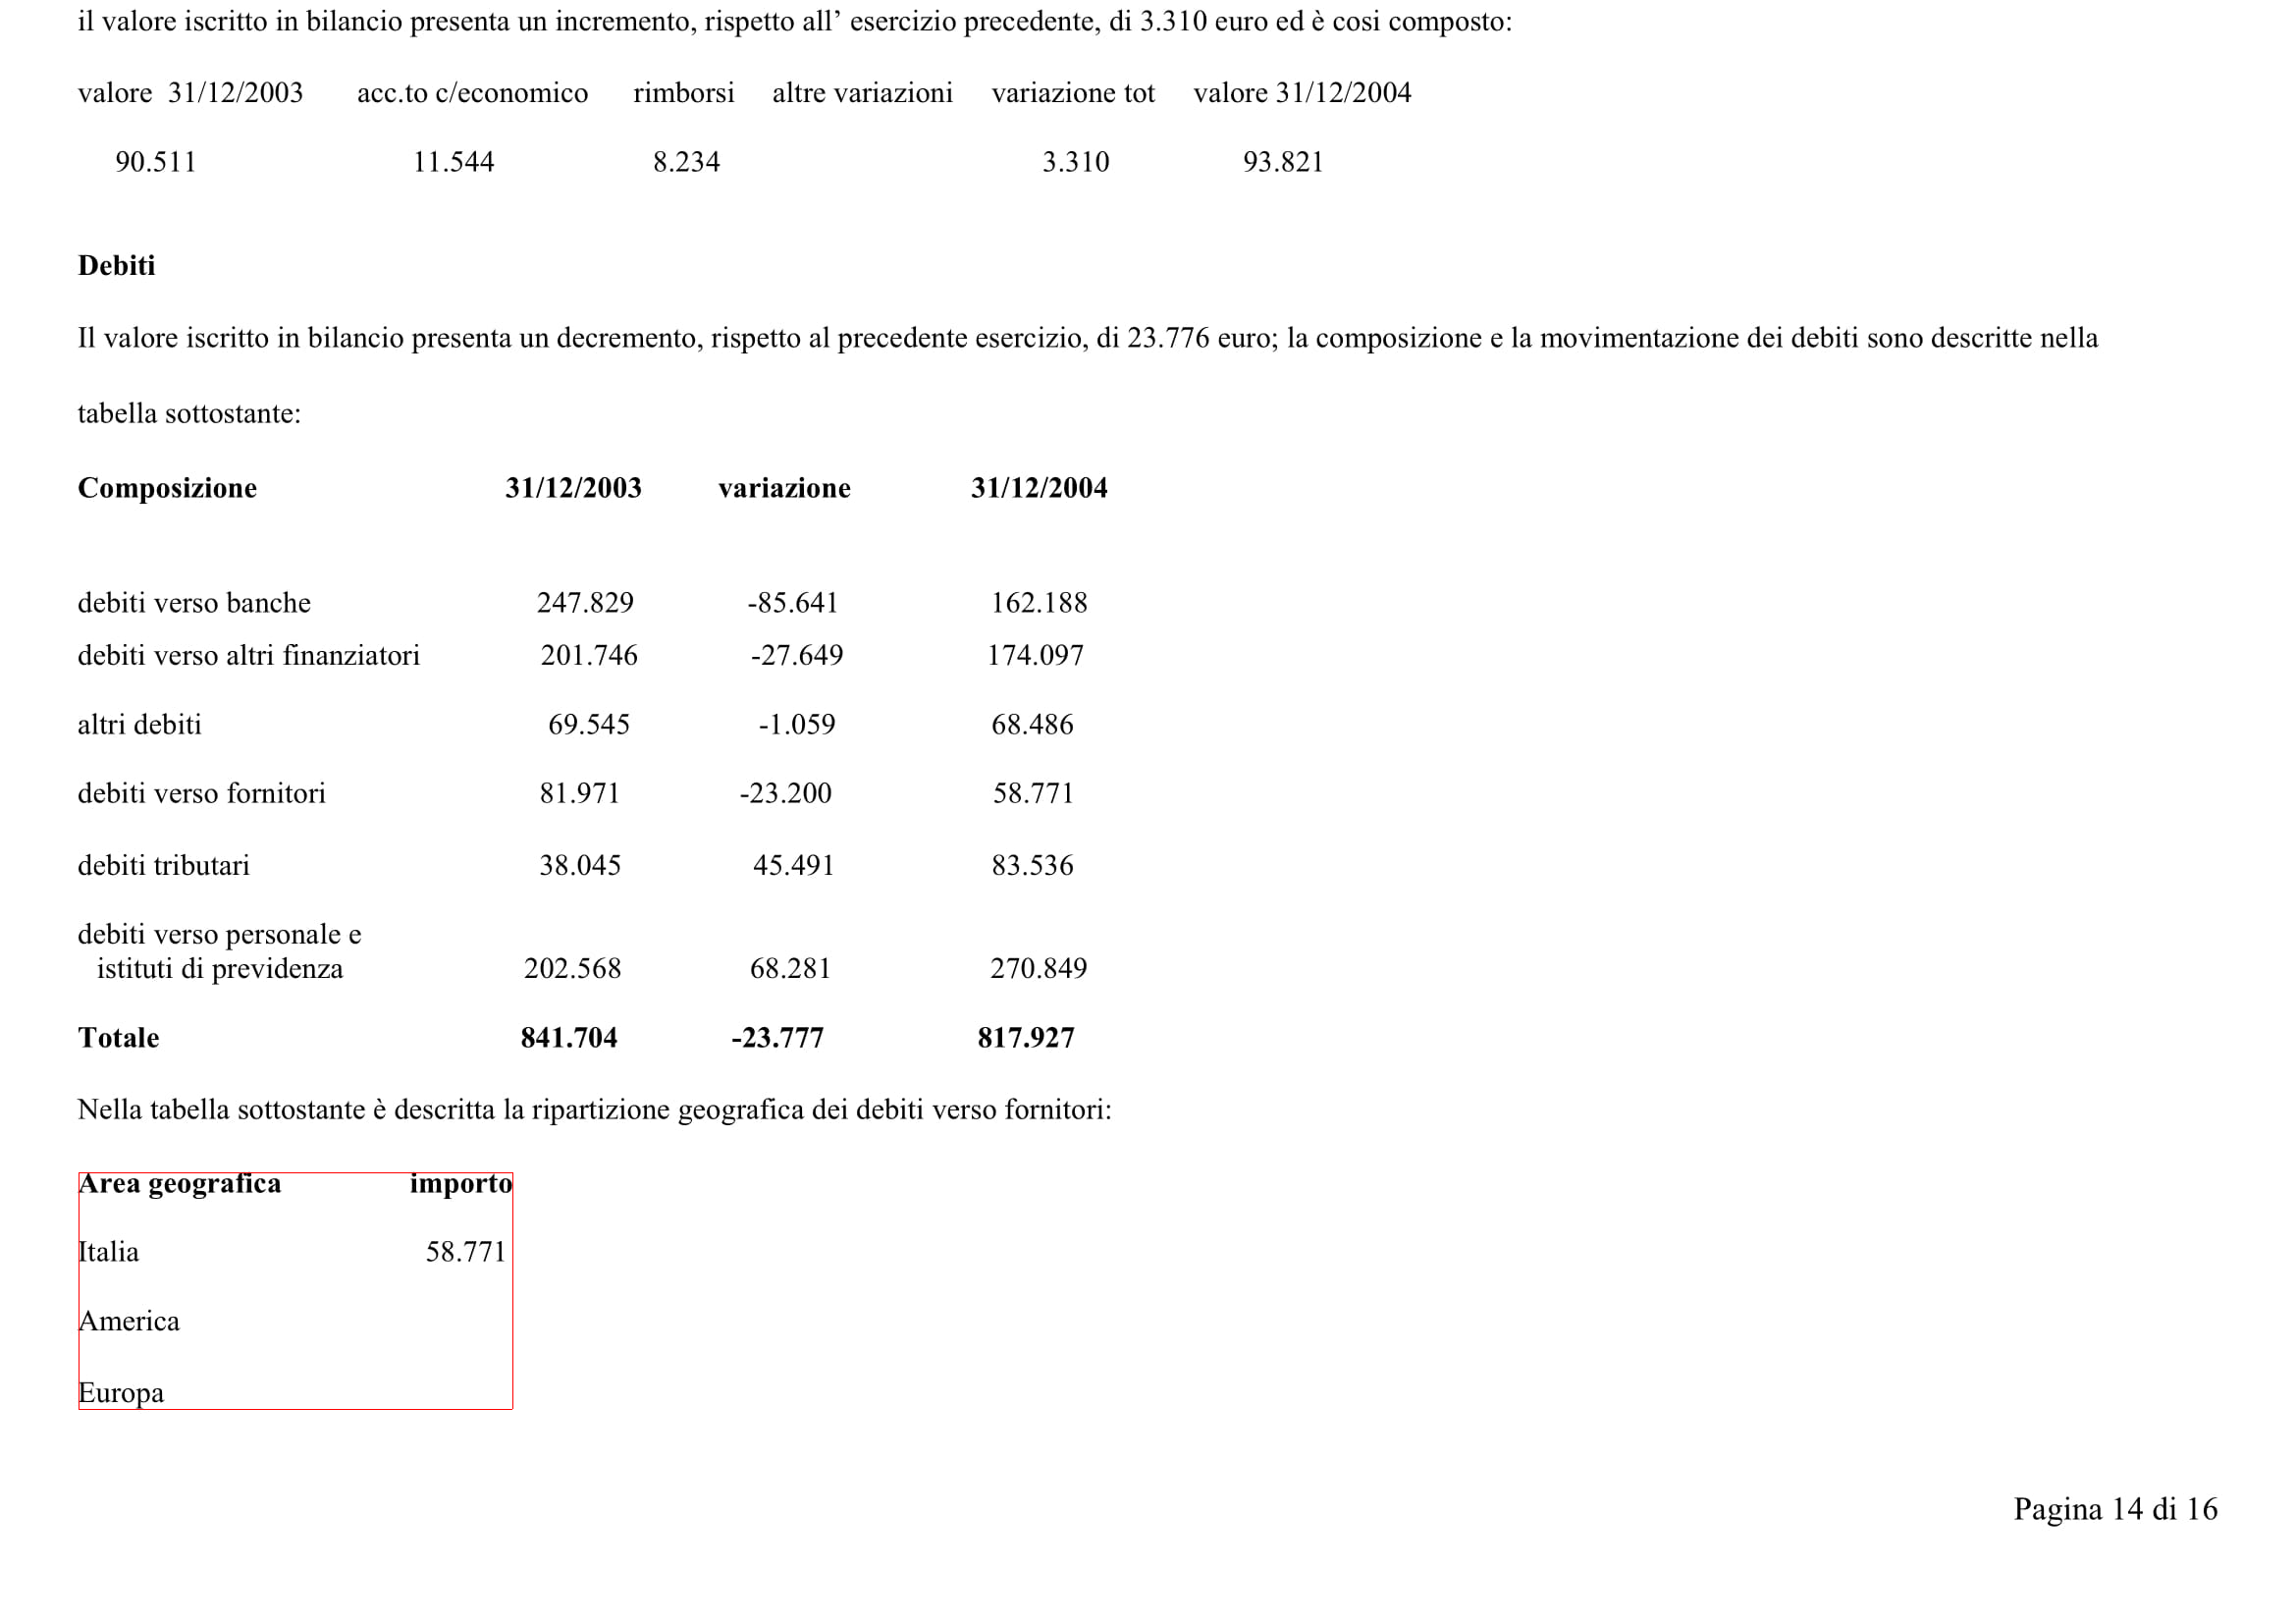 il valore iscritto in bilancio presenta un incremento, rispetto all’ esercizio precedente, di 3.310 euro ed è cosi composto:
valore 31/12/2003 acc.to c/economico rimborsi altre variazioni variazione tot valore 31/12/2004
90.511 11.544 8.234 3.310 93.821
Debiti
Il valore iscritto in bilancio presenta un decremento, rispetto al precedente esercizio, di 23.776 euro; la composizione e la movimentazione dei debiti sono descritte nella
tabella sottostante:
Composizione 31/12/2003 variazione 31/12/2004
debiti verso banche 247.829 -85.641 162.188
debiti verso altri finanziatori 201.746 -27.649 174.097
altri debiti 69.545 -1.059 68.486
debiti verso fornitori 81.971 -23.200 58.771
debiti tributari 38.045 45.491 83.536
debiti verso personale e
istituti di previdenza 202.568 68.281 270.849
Totale 841.704 -23.777 817.927
Nella tabella sottostante è descritta la ripartizione geografica dei debiti verso fornitori:
Area geografica importo
Italia 58.771
America
Europa
Pagina 14 di 16